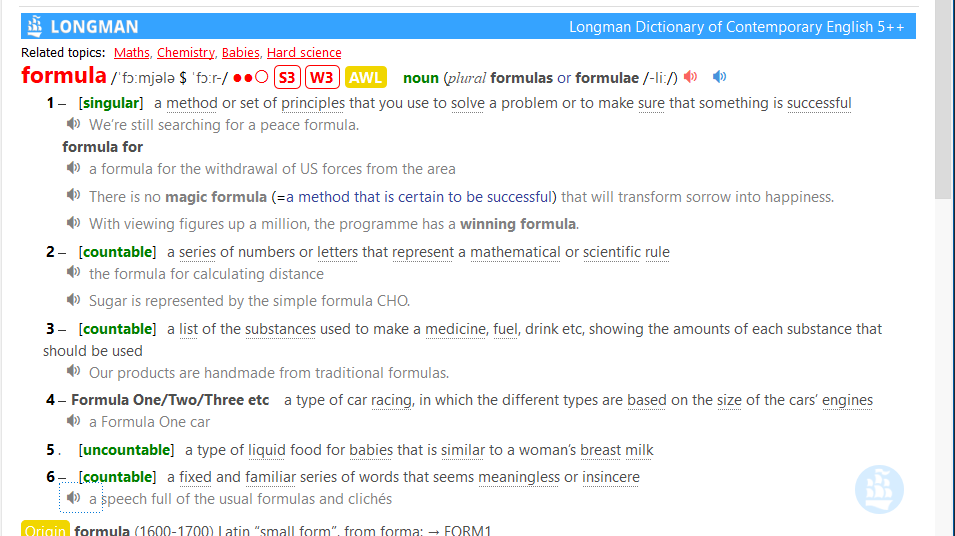 LONGMAN Longman Dictionary of Contemporary English 5++
Related topics: Maths, Chemistry, Babies, Hard science
formula /ˈfɔːmjələ $ ˈfɔːr-/ ●●○ S3 W3 AWL noun (plural formulas or formulae /-liː/)
1 – [singular] a method or set of principles that you use to solve a problem or to make sure that something is successful
We’re still searching for a peace formula.
formula for
a formula for the withdrawal of US forces from the area
There is no magic formula (=a method that is certain to be successful) that will transform sorrow into happiness.
With viewing figures up a million, the programme has a winning formula.
2 – [countable] a series of numbers or letters that represent a mathematical or scientific rule
the formula for calculating distance
Sugar is represented by the simple formula CHO.
3 – [countable] a list of the substances used to make a medicine, fuel, drink etc, showing the amounts of each substance that
should be used
Our products are handmade from traditional formulas.
4 – Formula One/Two/Three etc a type of car racing, in which the different types are based on the size of the cars’ engines
a Formula One car
5 . [uncountable] a type of liquid food for babies that is similar to a woman’s breast milk
6 – [countable] a fixed and familiar series of words that seems meaningless or insincere
a speech full of the usual formulas and clichés
Origin formula (1600-1700) Latin “small form”, from forma; → FORM1